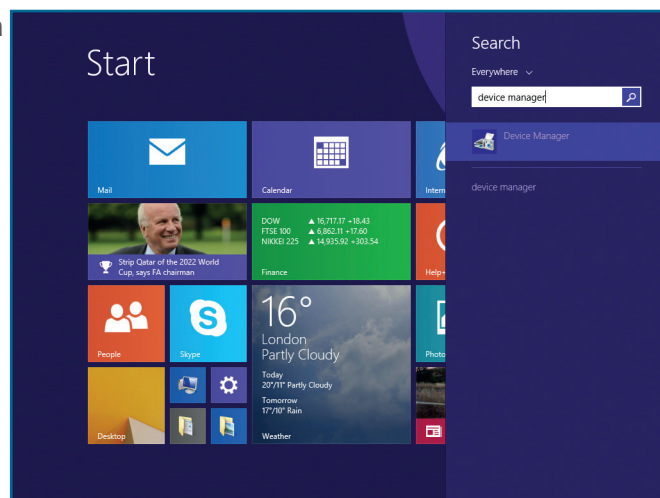 Start
Search
Everywhere
device manager
Device Manager
device manager
Mail
Calendar
Intern
Strip Qatar of the 2022 World
Cup, says FA chairman
DOW ▲ 16,717.17 +18.43
FTSE 100 ▲ 6,862.11 +17.60
NIKKEI 225 ▲ 14,935.92 +303.54
Finance
Help+
People
Skype
16°
London
Partly Cloudy
Today
20°/11° Partly Cloudy
Tomorrow
17°/10° Rain
Weather
Photo
Desktop